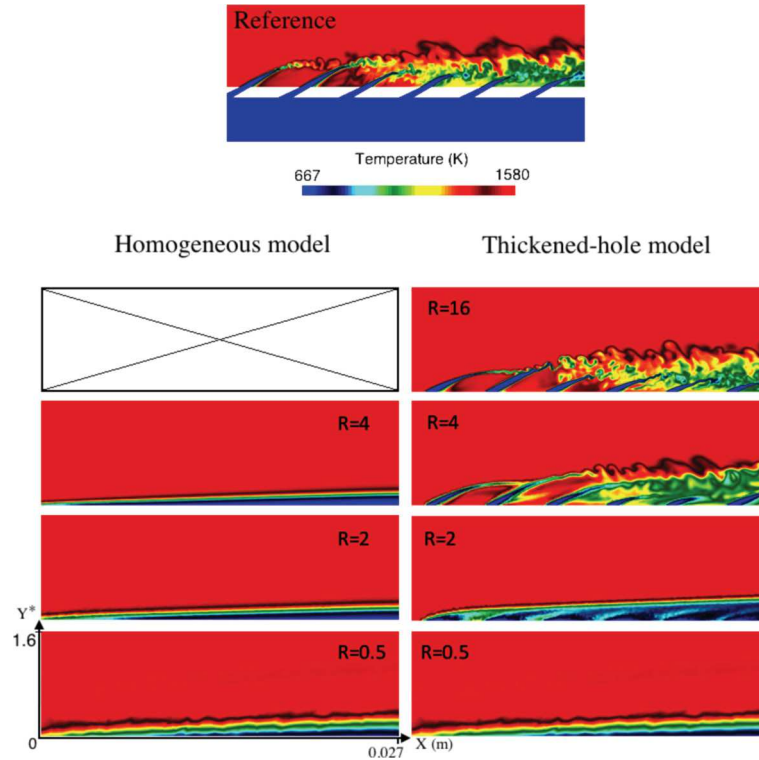 Reference
Temperature (K)
667 1580
Homogeneous model Thickened-hole model
R=16
R=4 R=4
R=2 R=2
Y*
1.6 R=0.5 R=0.5
0 0.027 X (m)